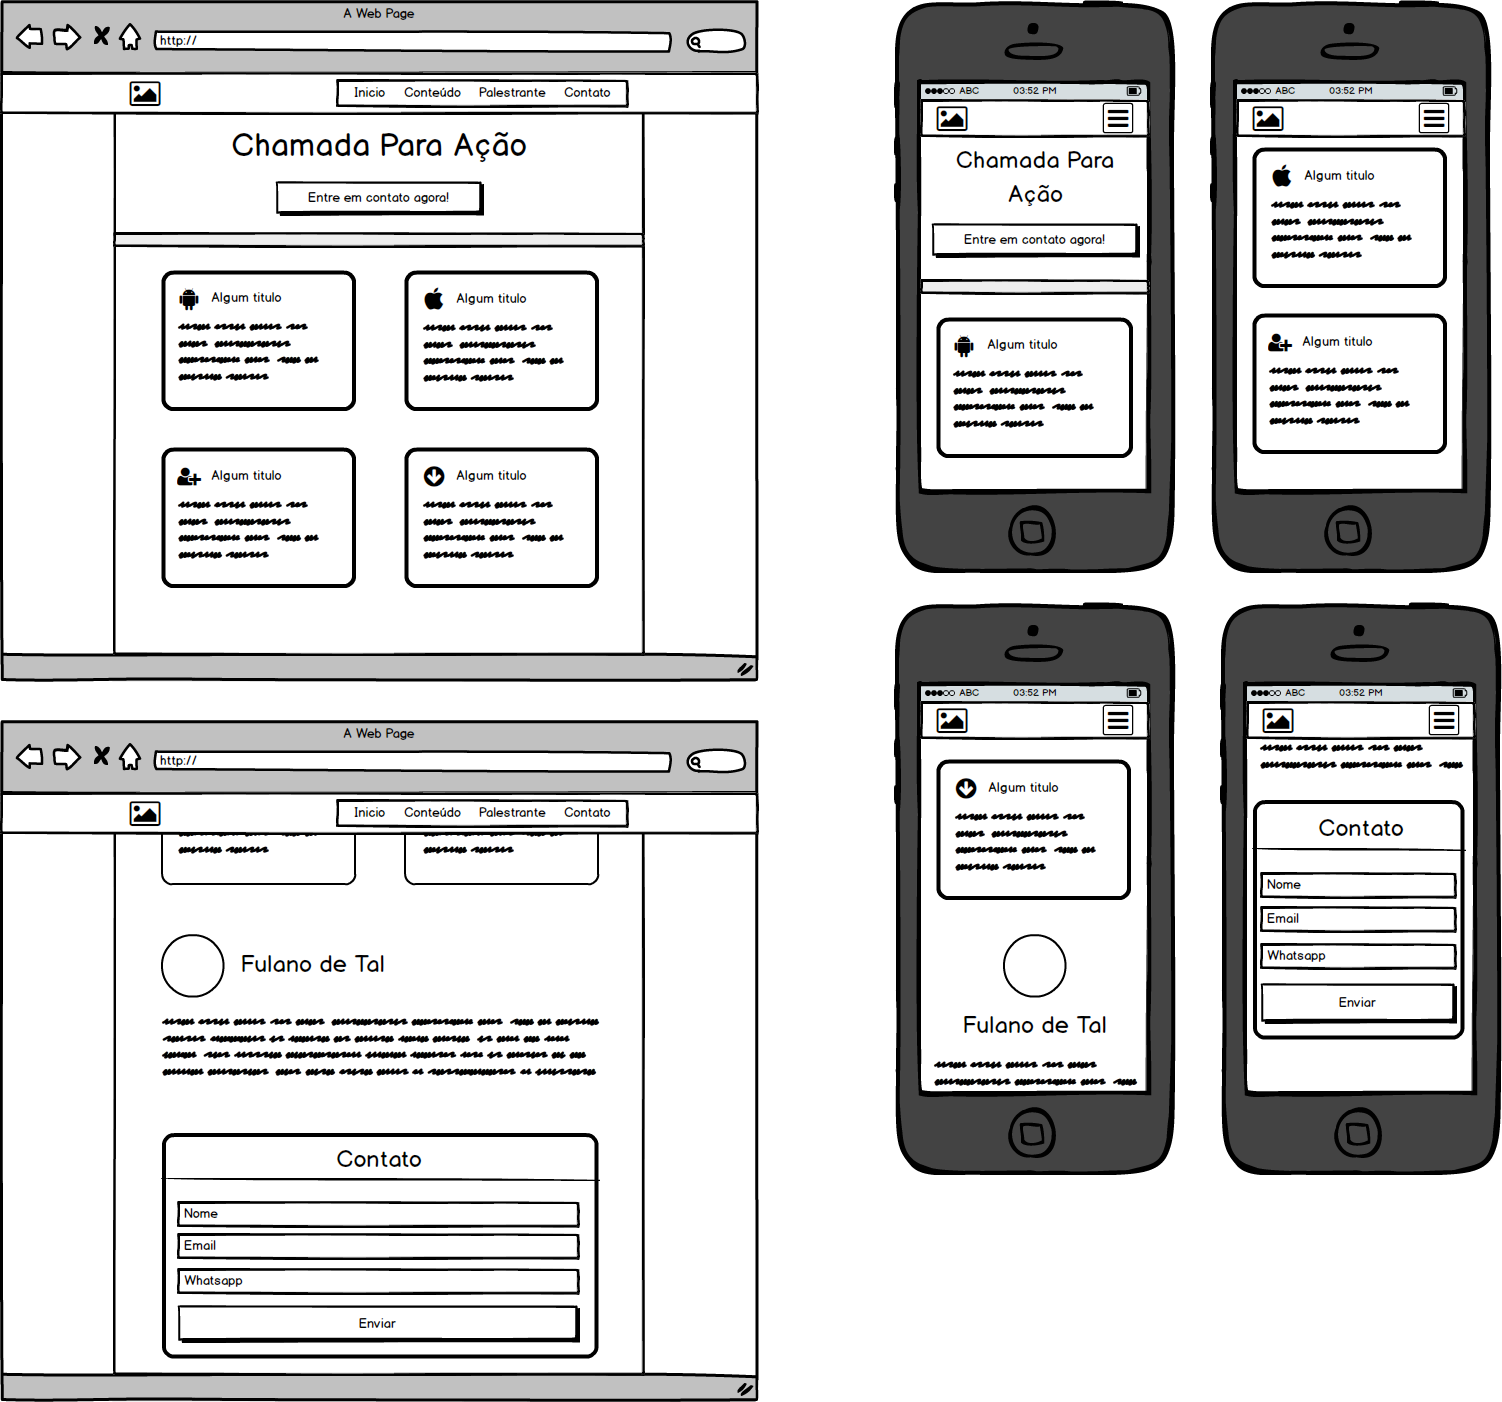 A Web Page
http://
Inicio Conteúdo Palestrante Contato
Chamada Para Ação
Entre em contato agora!
Algum titulo
Algum titulo
Algum titulo
Algum titulo
A Web Page
http://
Inicio Conteúdo Palestrante Contato
Fulano de Tal
Contato
Nome
Email
Whatsapp
Enviar
ABC 03:52 PM
Chamada Para
Ação
Entre em contato agora!
Algum titulo
ABC 03:52 PM
Algum titulo
Algum titulo
ABC 03:52 PM
Algum titulo
Fulano de Tal
ABC 03:52 PM
Contato
Nome
Email
Whatsapp
Enviar